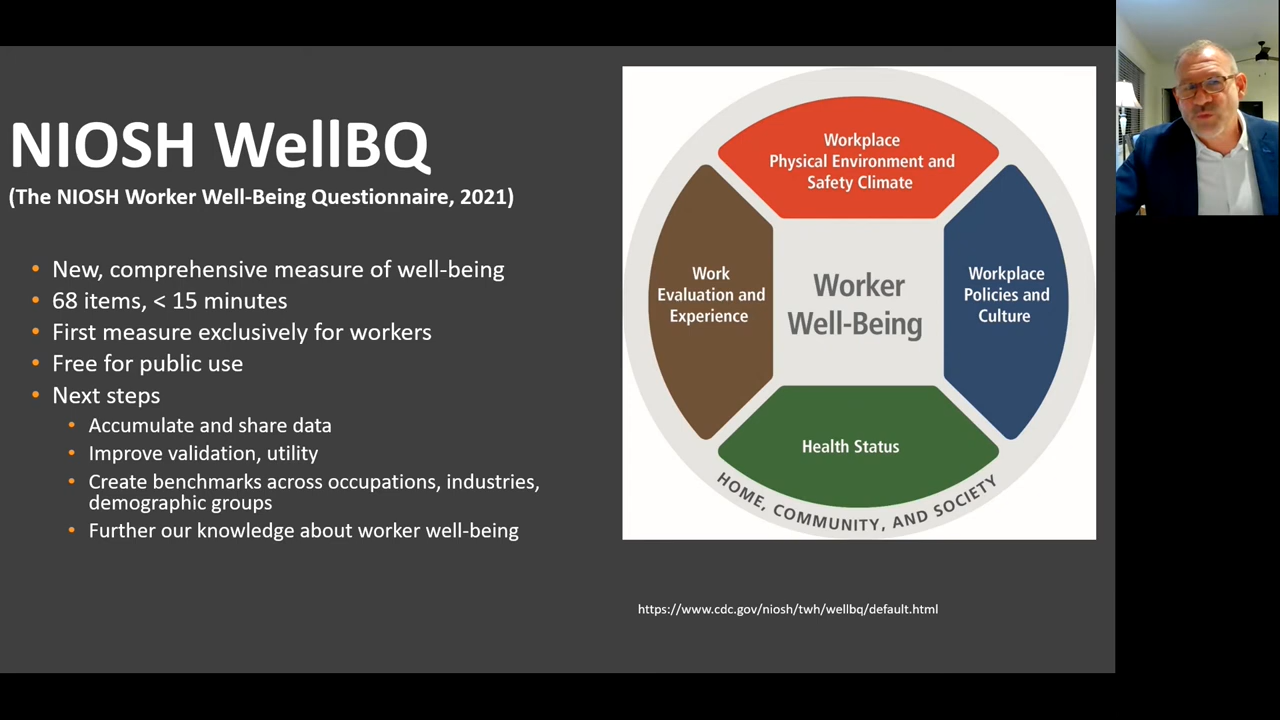 NIOSH WellBQ
(The NIOSH Worker Well-Being Questionnaire, 2021)
• New, comprehensive measure of well-being
• 68 items, < 15 minutes
• First measure exclusively for workers
• Free for public use
• Next steps
• Accumulate and share data
• Improve validation, utility
• Create benchmarks across occupations, industries,
demographic groups
• Further our knowledge about worker well-being
Workplace
Physical Environment and
Safety Climate
Work
Evaluation and
Experience
Worker
Well-Being
Workplace
Policies and
Culture
Health Status
HOME, COMMUNITY, AND SOCIETY
https://www.cdc.gov/niosh/twh/wellbq/default.html